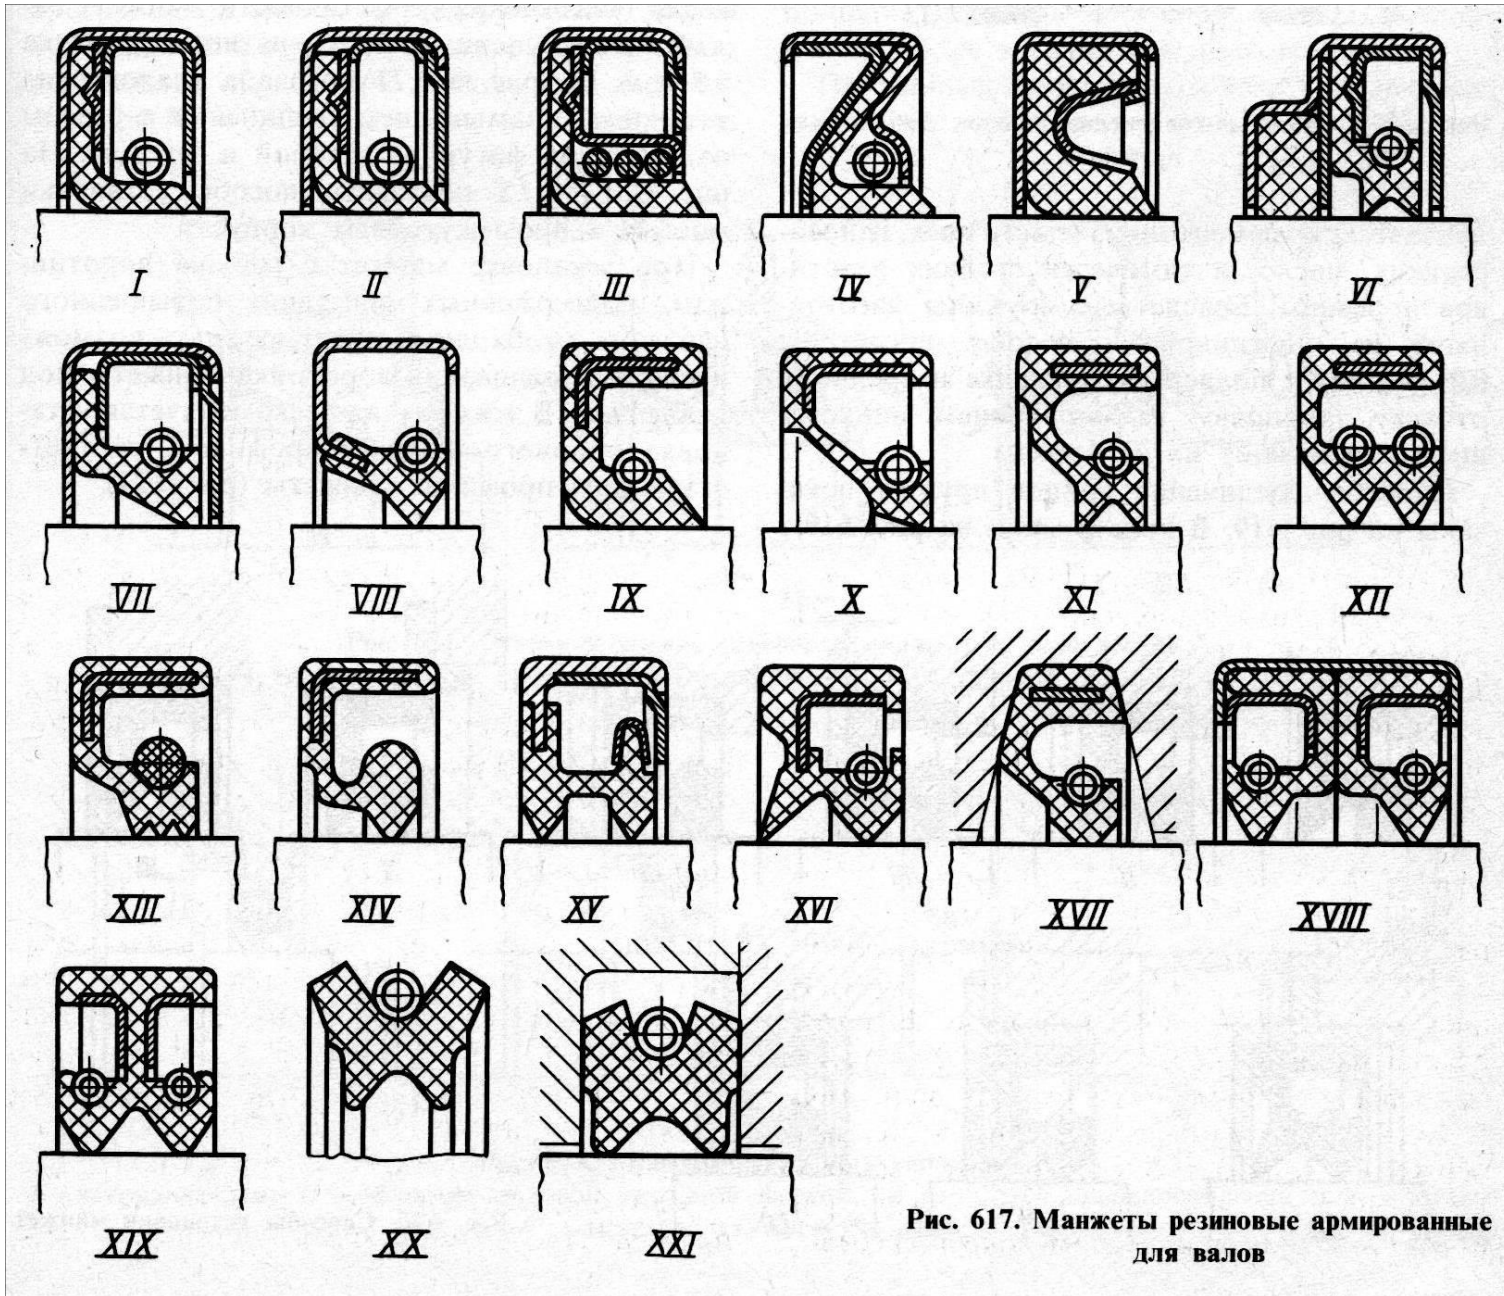 I II III IV V VI
VII VIII IX X XI XII
XIII XIV XV XVI XVII XVIII
XIX XX XXI
Рис. 617. Манжеты резиновые армированные
для валов